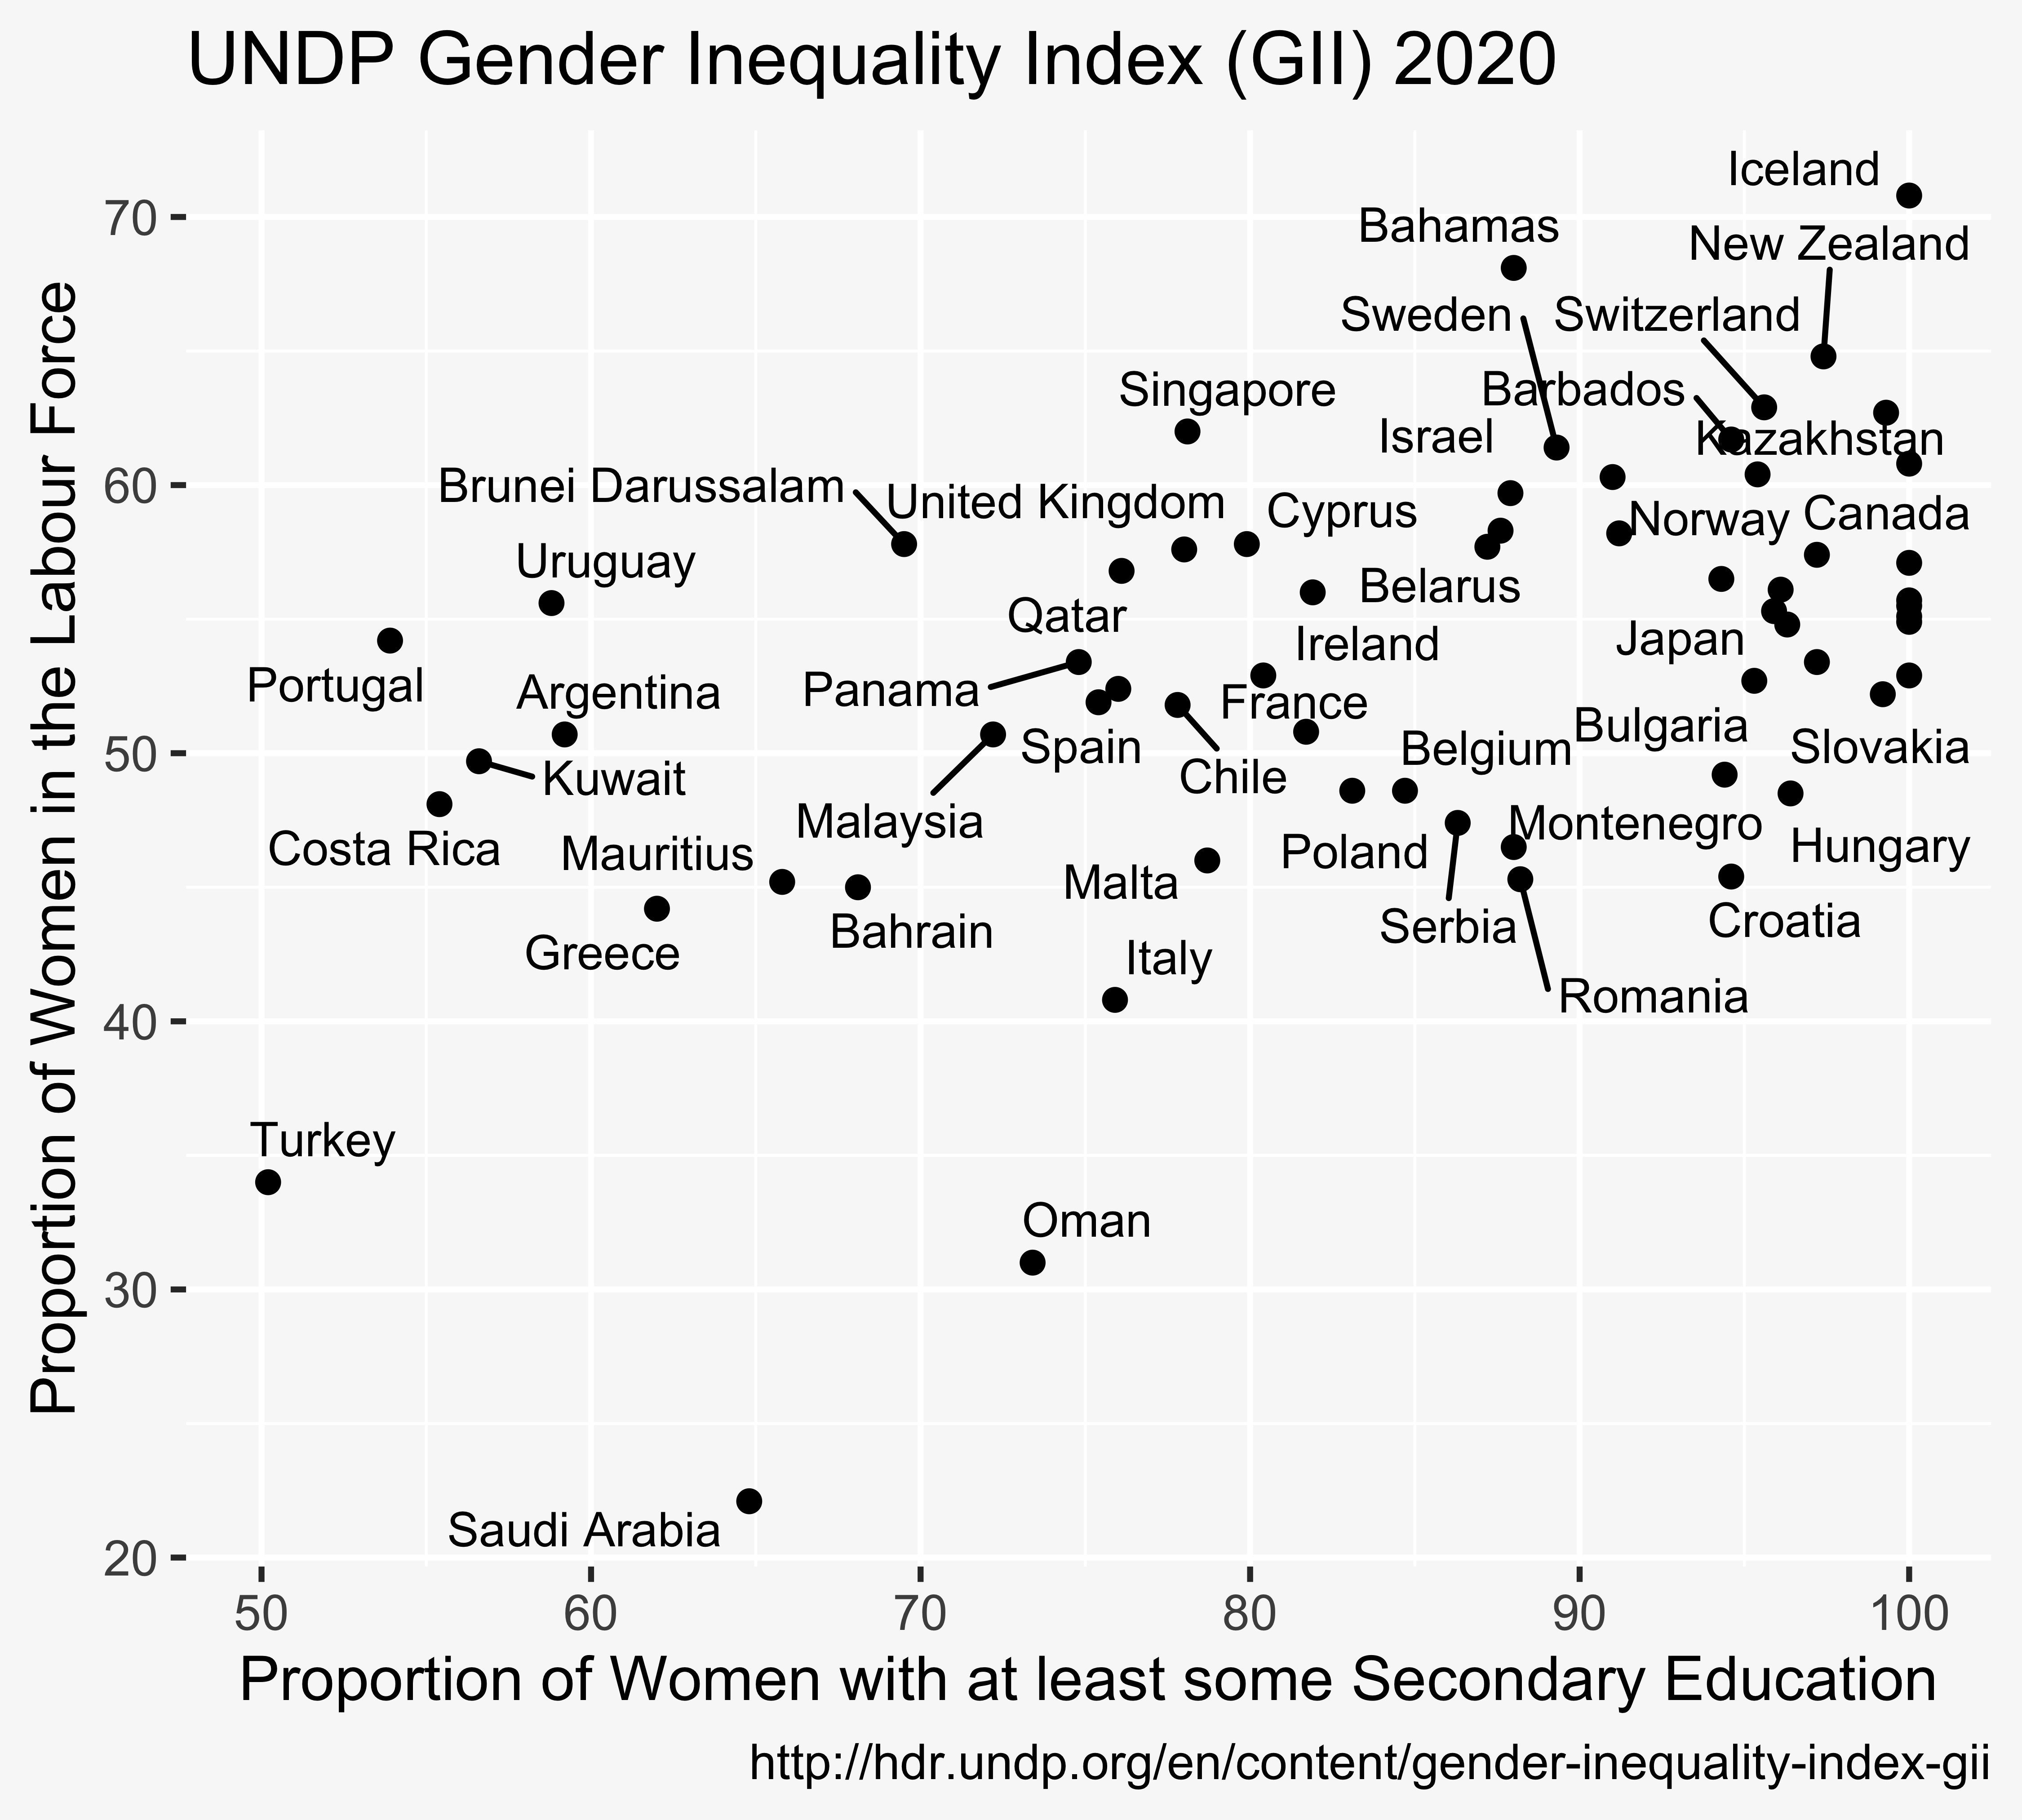 UNDP Gender Inequality Index (GII) 2020
Proportion of Women in the Labour Force
70
60
50
40
30
20
Iceland
Bahamas
New Zealand
Sweden
Switzerland
Singapore
Barbados
Israel
Kazakhstan
Brunei Darussalam
United Kingdom
Cyprus
Norway
Canada
Uruguay
Belarus
Qatar
Ireland
Japan
Portugal
Argentina
Panama
France
Bulgaria
Spain
Belgium
Slovakia
Kuwait
Chile
Malaysia
Montenegro
Costa Rica
Mauritius
Poland
Hungary
Malta
Bahrain
Serbia
Croatia
Greece
Italy
Romania
Turkey
Oman
Saudi Arabia
50
60
70
80
90
100
Proportion of Women with at least some Secondary Education
http://hdr.undp.org/en/content/gender-inequality-index-gii